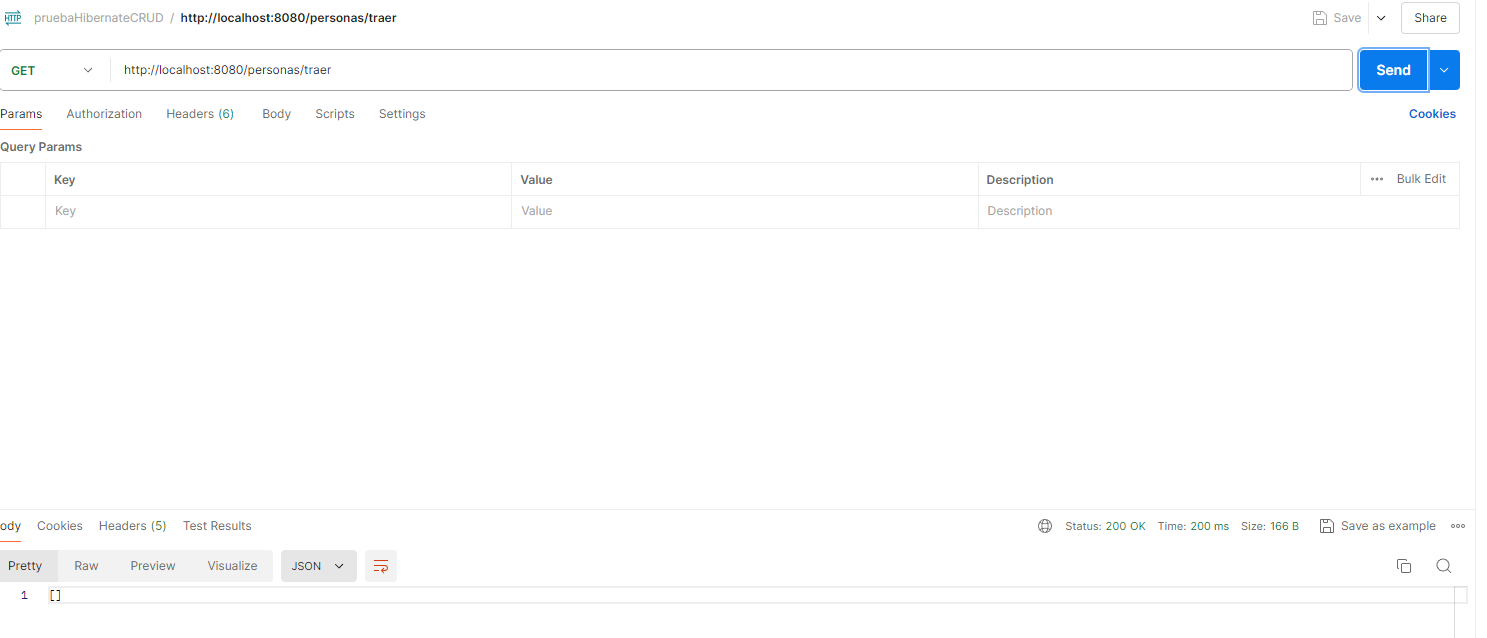 HTTP pruebaHibernateCRUD / http://localhost:8080/personas/traer Save Share
GET http://localhost:8080/personas/traer Send
Params Authorization Headers (6) Body Scripts Settings Cookies
Query Params
Key Value Description Bulk Edit
Key Value Description
ody Cookies Headers (5) Test Results Status: 200 OK Time: 200 ms Size: 166 B Save as example
Pretty Raw Preview Visualize JSON
1 []